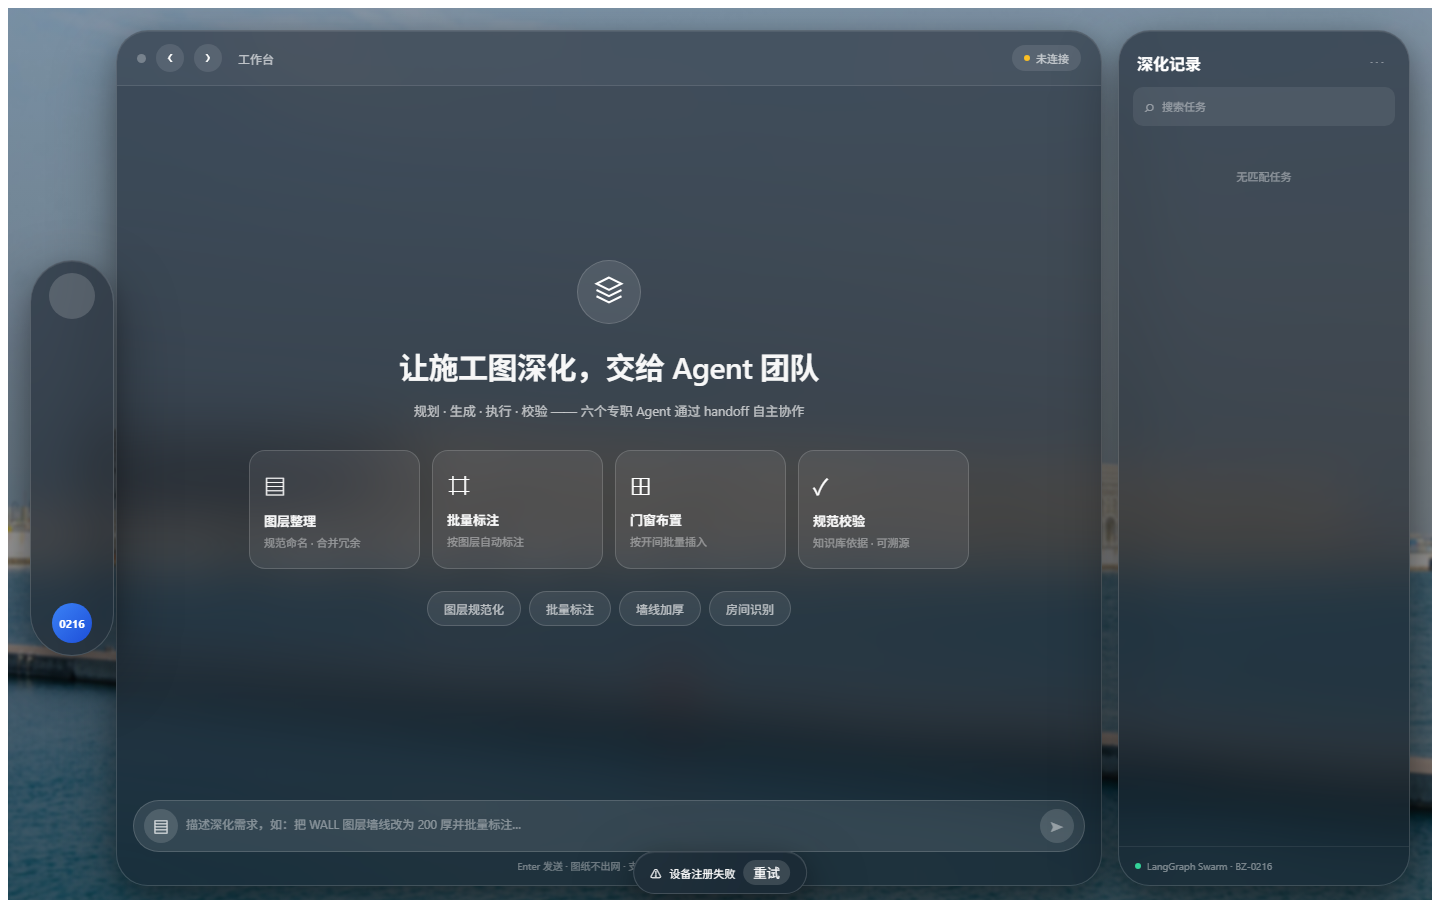 工作台
未连接
让施工图深化，交给 Agent 团队
规划 · 生成 · 执行 · 校验 —— 六个专职 Agent 通过 handoff 自主协作
图层整理
规范命名 · 合并冗余
批量标注
按图层自动标注
门窗布置
按开间批量插入
规范校验
知识库依据 · 可溯源
图层规范化
批量标注
墙线加厚
房间识别
描述深化需求，如：把 WALL 图层墙线改为 200 厚并批量标注...
Enter 发送 · 图纸不出网 ·
设备注册失败
重试
0216
深化记录
搜索任务
无匹配任务
LangGraph Swarm · BZ-0216